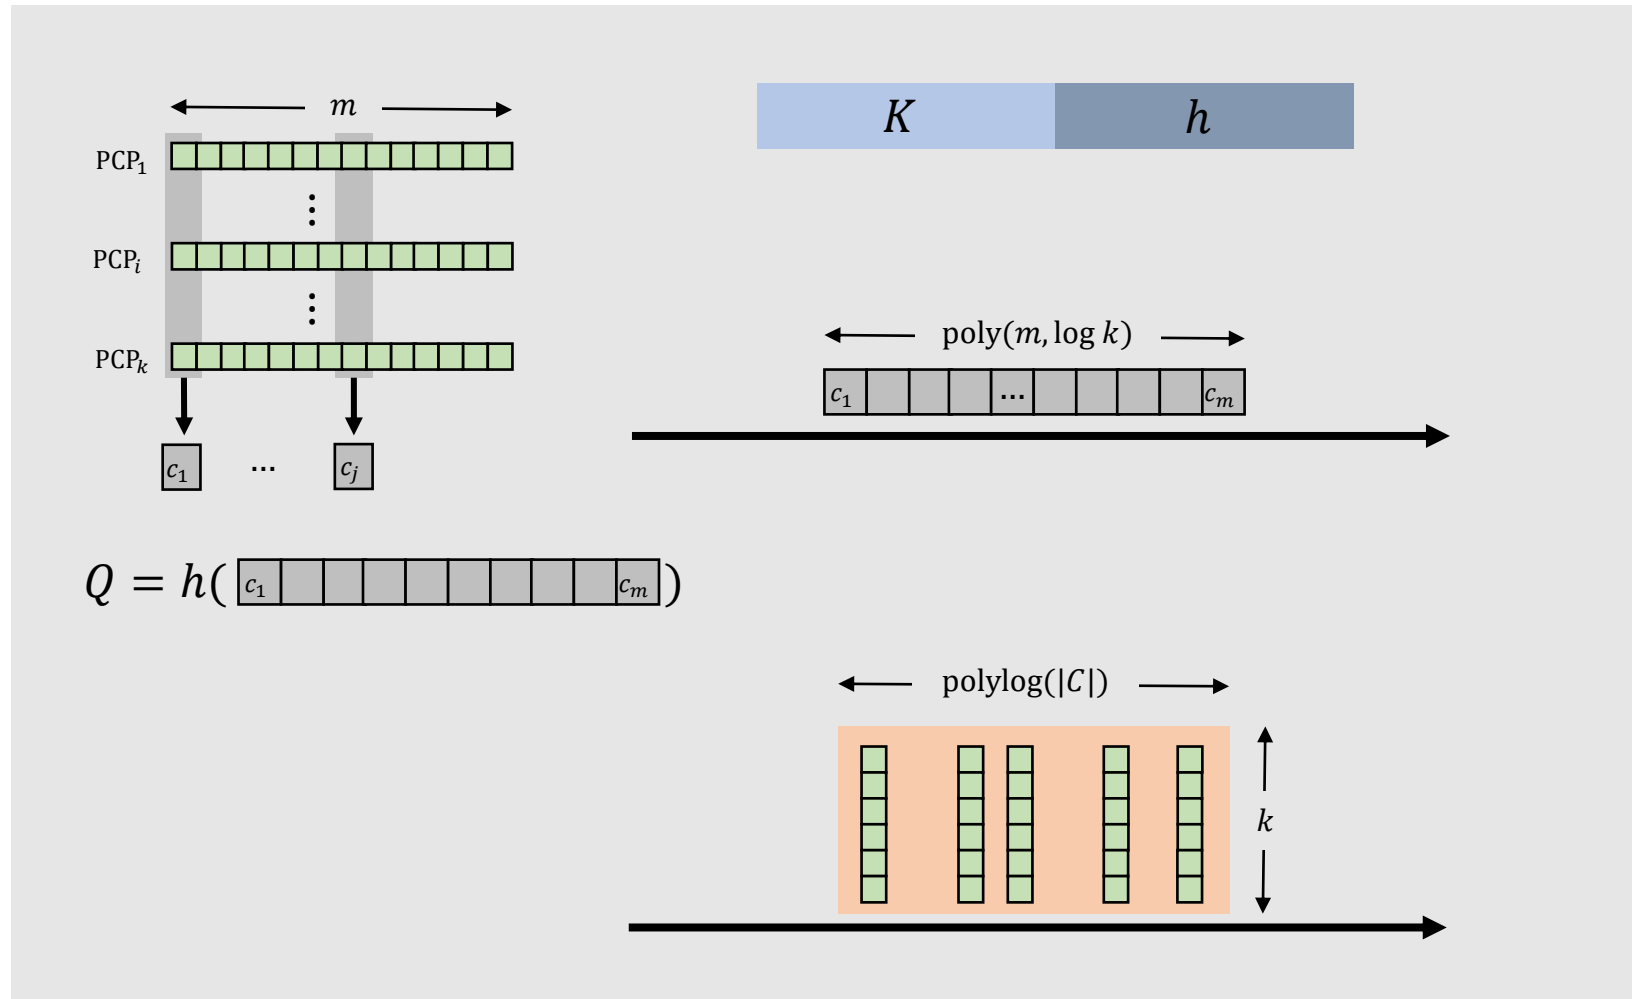 m
K h
PCP₁
⋮
PCPᵢ
⋮
PCPₖ
poly(m, log k)
c₁ ... cₘ
c₁ ... cⱼ
Q = h( c₁ cₘ )
polylog(|C|)
k